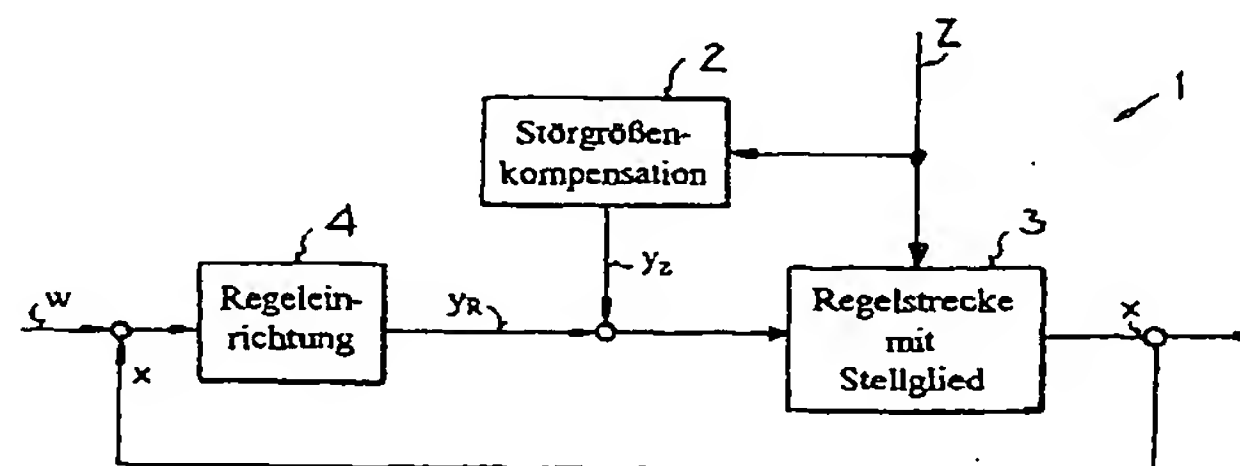 Z
2
1
Störgrößen-
kompensation
4
3
yz
w
Regelein-
richtung
yR
Regelstrecke
mit
Stellglied
x
x